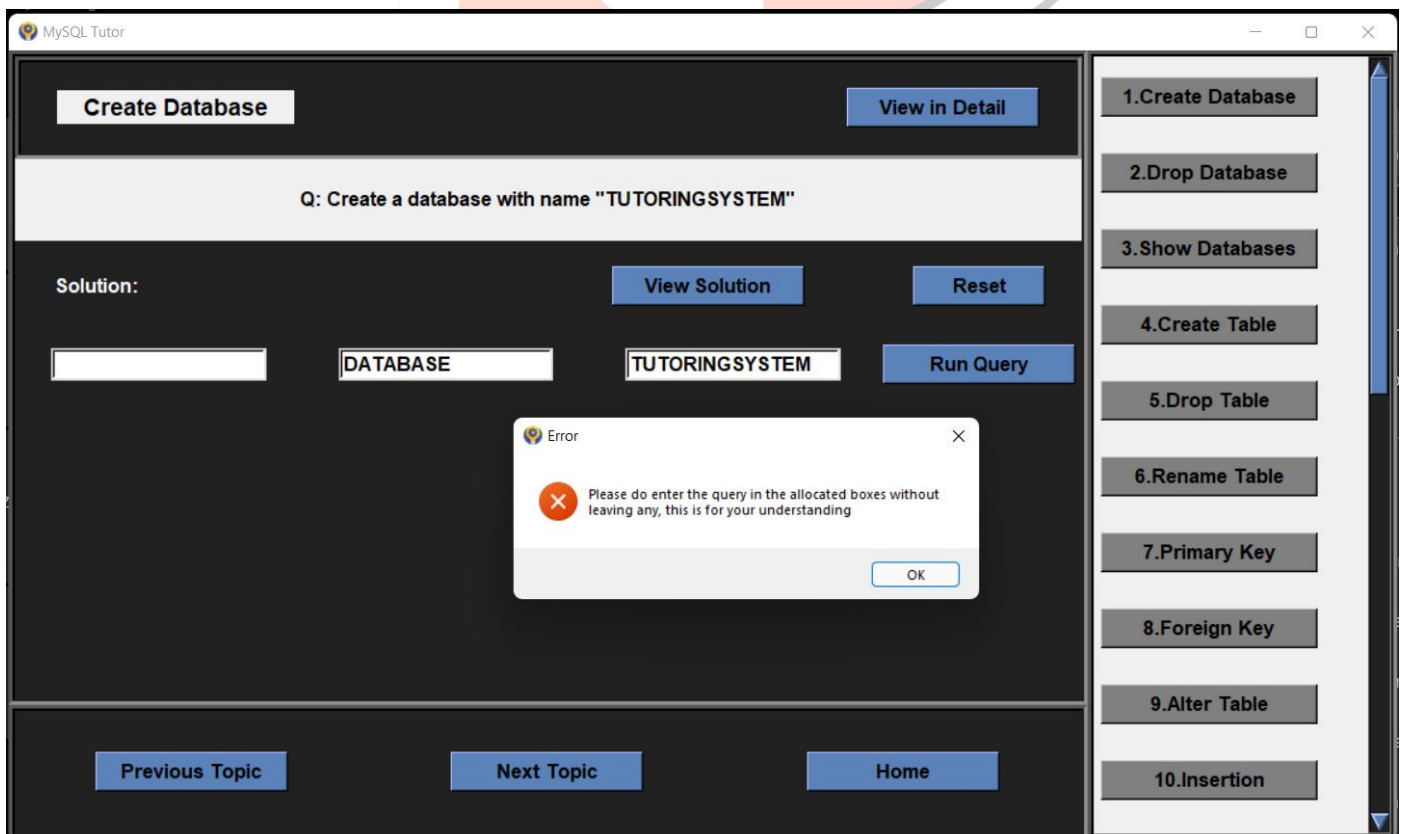 MySQL Tutor
Create Database
View in Detail
Q: Create a database with name "TUTORINGSYSTEM"
Solution:
View Solution
Reset
DATABASE
TUTORINGSYSTEM
Run Query
Error
Please do enter the query in the allocated boxes without
leaving any, this is for your understanding
OK
Previous Topic
Next Topic
Home
1.Create Database
2.Drop Database
3.Show Databases
4.Create Table
5.Drop Table
6.Rename Table
7.Primary Key
8.Foreign Key
9.Alter Table
10.Insertion